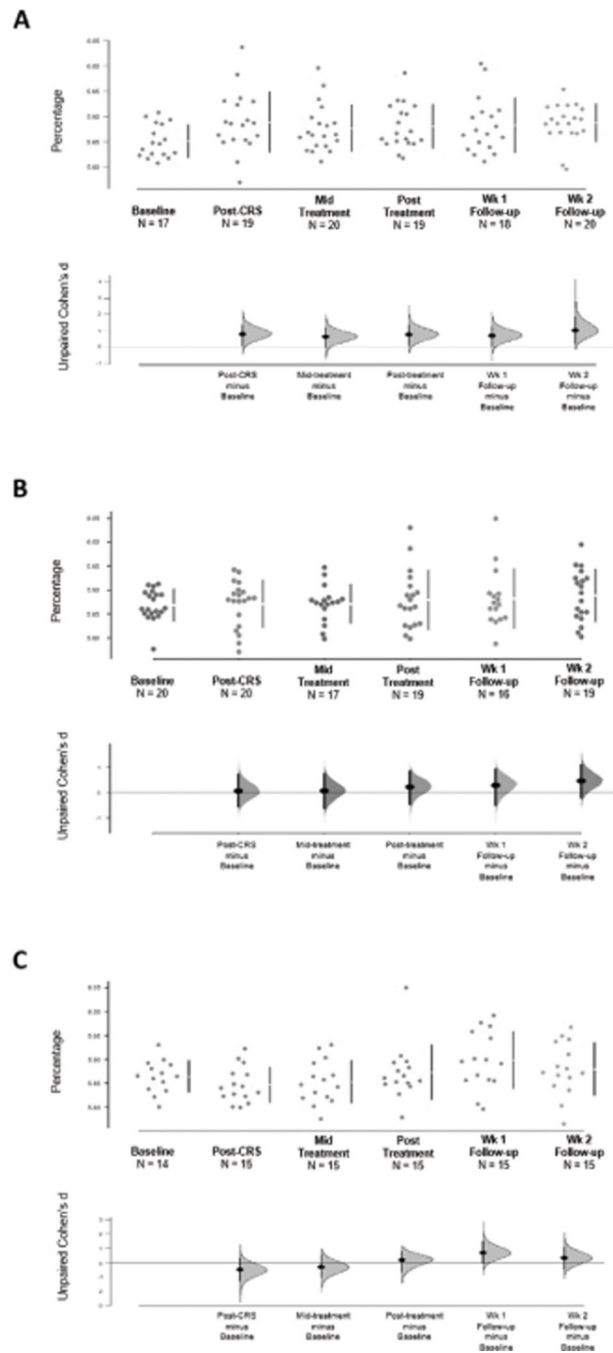 A
Percentage
Baseline Post-CRS Mid Treatment Post Treatment Wk 1 Follow-up Wk 2 Follow-up
N = 17 N = 19 N = 20 N = 19 N = 18 N = 20
Unpaired Cohen's d
Post-CRS Mid-treatment Post-treatment Wk 1 Wk 2
minus minus minus Follow-up Follow-up
Baseline Baseline Baseline minus minus
Baseline Baseline
B
Percentage
Baseline Post-CRS Mid Treatment Post Treatment Wk 1 Follow-up Wk 2 Follow-up
N = 20 N = 20 N = 17 N = 19 N = 16 N = 19
Unpaired Cohen's d
Post-CRS Mid-treatment Post-treatment Wk 1 Wk 2
minus minus minus Follow-up Follow-up
Baseline Baseline Baseline minus minus
Baseline Baseline
C
Percentage
Baseline Post-CRS Mid Treatment Post Treatment Wk 1 Follow-up Wk 2 Follow-up
N = 14 N = 15 N = 15 N = 15 N = 15 N = 15
Unpaired Cohen's d
Post-CRS Mid-treatment Post-treatment Wk 1 Wk 2
minus minus minus Follow-up Follow-up
Baseline Baseline Baseline minus minus
Baseline Baseline